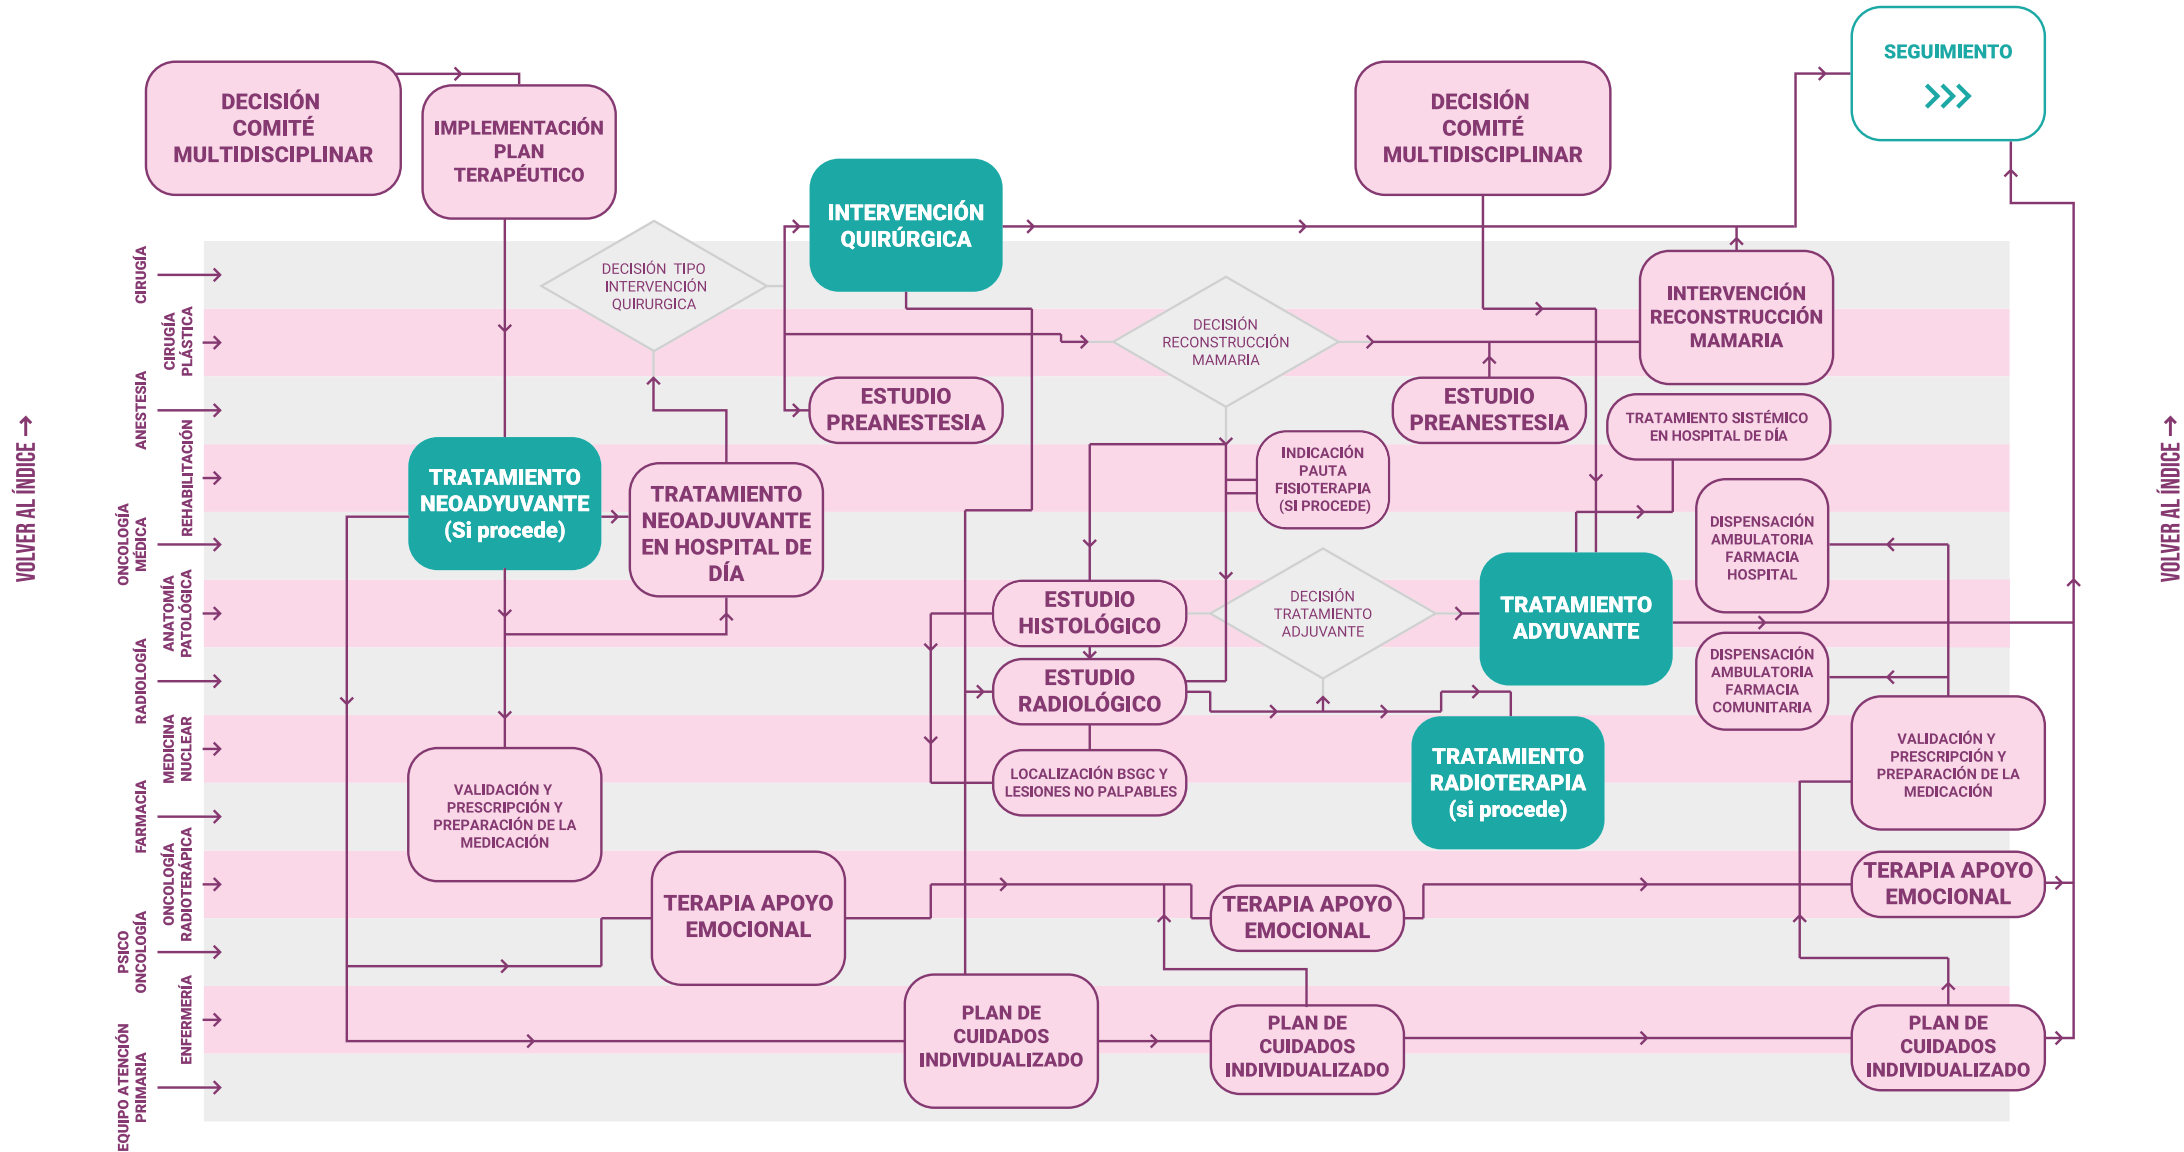 DECISIÓN
COMITÉ
MULTIDISCIPLINAR
IMPLEMENTACIÓN
PLAN
TERAPÉUTICO
INTERVENCIÓN
QUIRÚRGICA
DECISIÓN
COMITÉ
MULTIDISCIPLINAR
SEGUIMIENTO
>>>
CIRUGÍA
CIRUGÍA
PLÁSTICA
ANESTESIA
REHABILITACIÓN
ONCOLOGÍA
MÉDICA
ANATOMÍA
PATOLÓGICA
RADIOLOGÍA
MEDICINA
NUCLEAR
FARMACIA
ONCOLOGÍA
RADIOTERÁPICA
PSICO
ONCOLOGÍA
ENFERMERÍA
EQUIPO ATENCIÓN
PRIMARIA
VOLVER AL ÍNDICE →
VOLVER AL ÍNDICE →
DECISIÓN TIPO
INTERVENCIÓN
QUIRURGICA
DECISIÓN
RECONSTRUCCIÓN
MAMARIA
INTERVENCIÓN
RECONSTRUCCIÓN
MAMARIA
ESTUDIO
PREANESTESIA
ESTUDIO
PREANESTESIA
TRATAMIENTO SISTÉMICO
EN HOSPITAL DE DÍA
TRATAMIENTO
NEOADYUVANTE
(Si procede)
TRATAMIENTO
NEOADJUVANTE
EN HOSPITAL DE
DÍA
INDICACIÓN
PAUTA
FISIOTERAPIA
(SI PROCEDE)
DISPENSACIÓN
AMBULATORIA
FARMACIA
HOSPITAL
ESTUDIO
HISTOLÓGICO
DECISIÓN
TRATAMIENTO
ADJUVANTE
TRATAMIENTO
ADYUVANTE
ESTUDIO
RADIOLÓGICO
DISPENSACIÓN
AMBULATORIA
FARMACIA
COMUNITARIA
LOCALIZACIÓN BSGC Y
LESIONES NO PALPABLES
TRATAMIENTO
RADIOTERAPIA
(si procede)
VALIDACIÓN Y
PRESCRIPCIÓN Y
PREPARACIÓN DE LA
MEDICACIÓN
VALIDACIÓN Y
PRESCRIPCIÓN Y
PREPARACIÓN DE LA
MEDICACIÓN
TERAPIA APOYO
EMOCIONAL
TERAPIA APOYO
EMOCIONAL
TERAPIA APOYO
EMOCIONAL
PLAN DE
CUIDADOS
INDIVIDUALIZADO
PLAN DE
CUIDADOS
INDIVIDUALIZADO
PLAN DE
CUIDADOS
INDIVIDUALIZADO